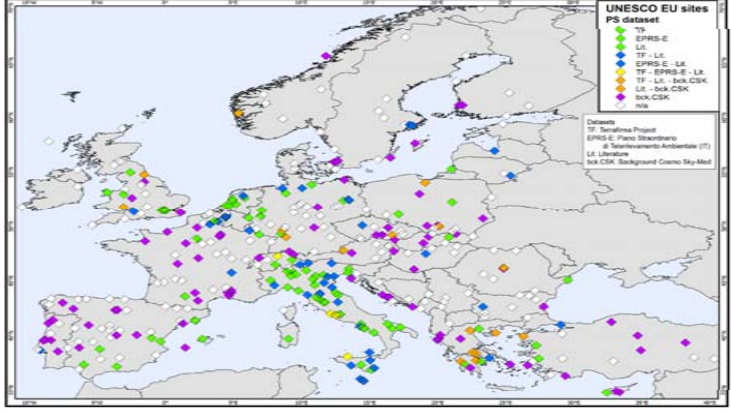 UNESCO EU sites
PS dataset
TF
EPRS-E
Lit.
TF - Lit.
EPRS-E - Lit.
TF - EPRS-E - Lit.
TF - Lit. - bck.CSK
Lit. - bck.CSK
bck.CSK
n/a
Datasets
TF: Terrafirma Project
EPRS-E: Piano Straordinario
di Telerilevamento Ambientale (IT)
Lit: Literature
bck.CSK: Background Cosmo Sky-Med